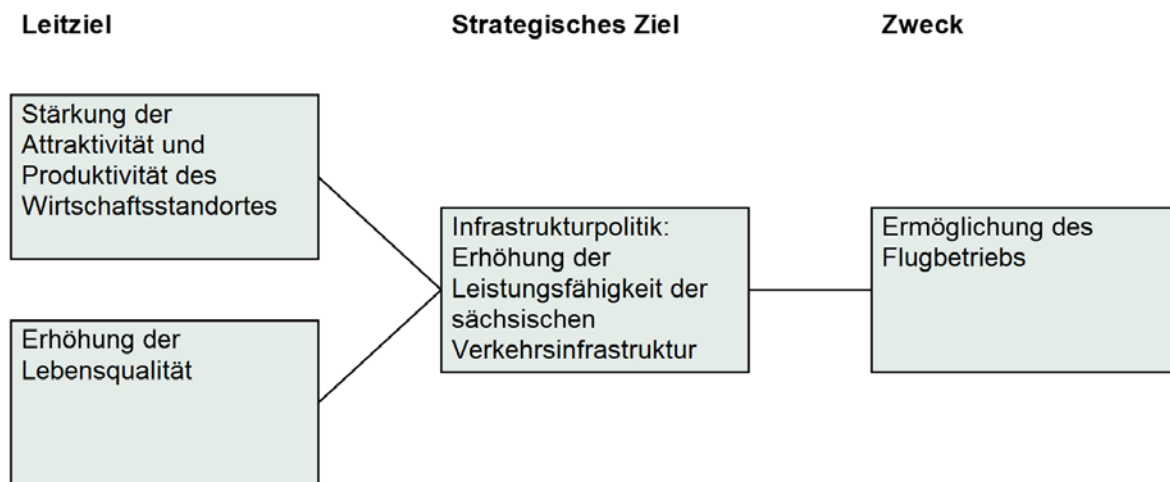 Leitziel
Strategisches Ziel
Zweck
Stärkung der
Attraktivität und
Produktivität des
Wirtschaftsstandortes
Erhöhung der
Lebensqualität
Infrastrukturpolitik:
Erhöhung der
Leistungsfähigkeit der
sächsischen
Verkehrsinfrastruktur
Ermöglichung des
Flugbetriebs